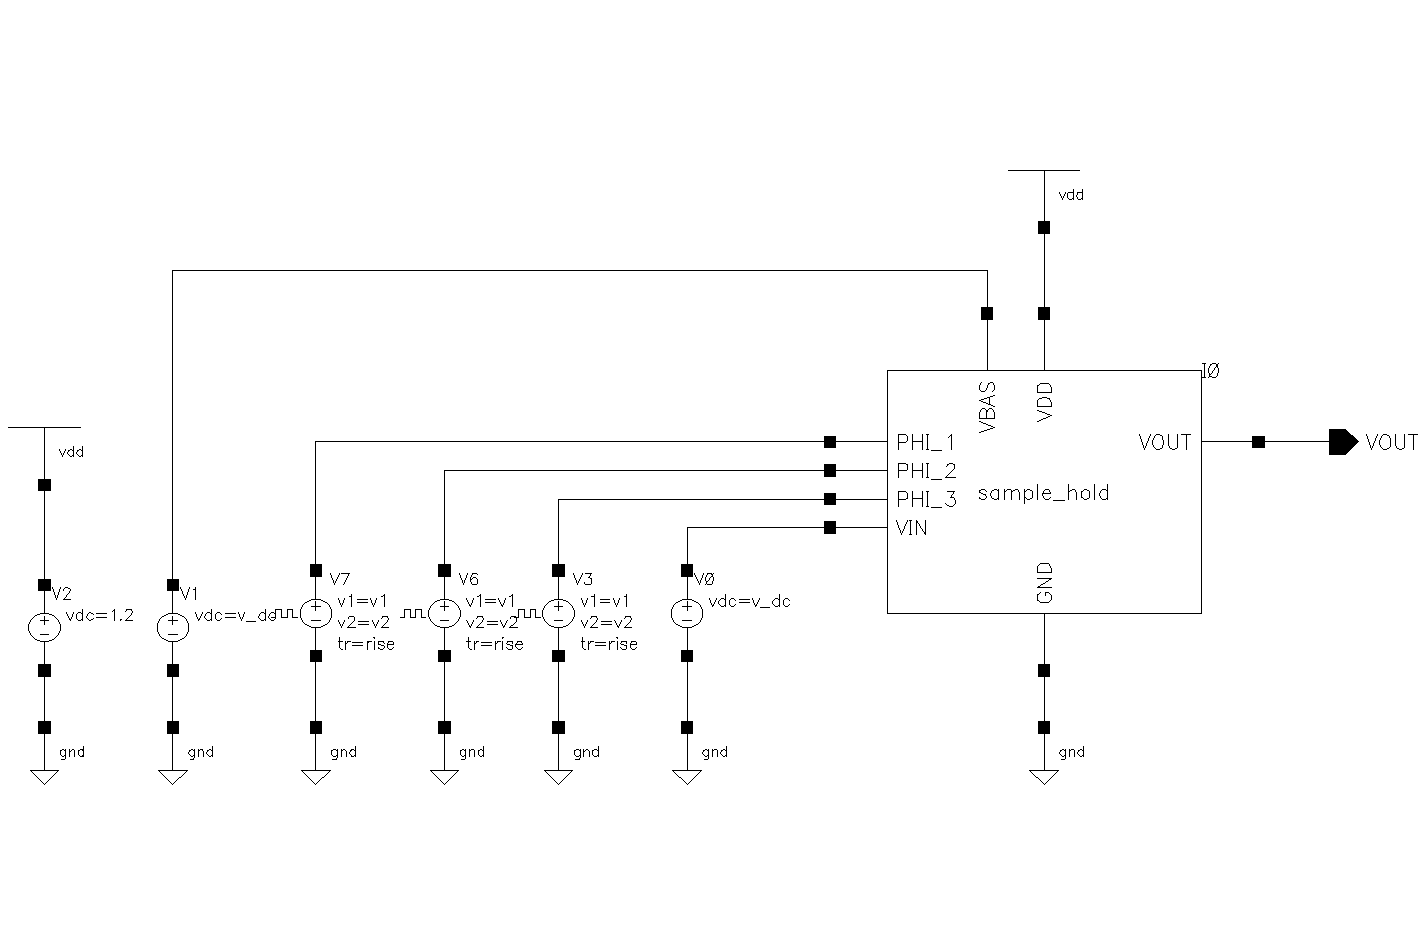 vdd
IØ
VBAS
VDD
vdd
PHI_1
VOUT
VOUT
PHI_2
PHI_3
sample_hold
VIN
GND
V2
vdc=1.2
V1
vdc=v_dc
V7
v1=v1
v2=v2
tr=rise
V6
v1=v1
v2=v2
tr=rise
V3
v1=v1
v2=v2
tr=rise
VØ
vdc=v_dc
gnd
gnd
gnd
gnd
gnd
gnd
gnd